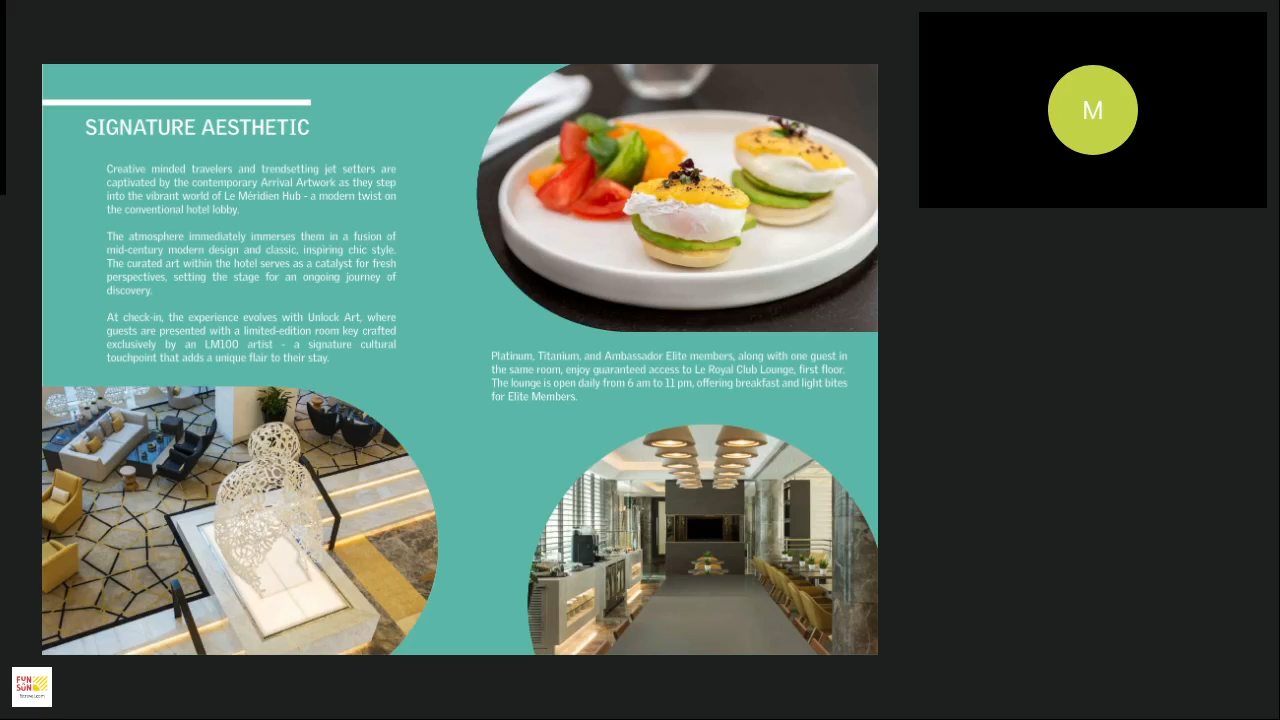 SIGNATURE AESTHETIC
Creative minded travelers and trendsetting jet setters are
captivated by the contemporary Arrival Artwork as they step
into the vibrant world of Le Méridien Hub - a modern twist on
the conventional hotel lobby.
The atmosphere immediately immerses them in a fusion of
mid-century modern design and classic, inspiring chic style.
The curated art within the hotel serves as a catalyst for fresh
perspectives, setting the stage for an ongoing journey of
discovery.
At check-in, the experience evolves with Unlock Art, where
guests are presented with a limited-edition room key crafted
exclusively by an LM100 artist - a signature cultural
touchpoint that adds a unique flair to their stay.
Platinum, Titanium, and Ambassador Elite members, along with one guest in
the same room, enjoy guaranteed access to Le Royal Club Lounge, first floor.
The lounge is open daily from 6 am to 11 pm, offering breakfast and light bites
for Elite Members.
M
FUN
SUN